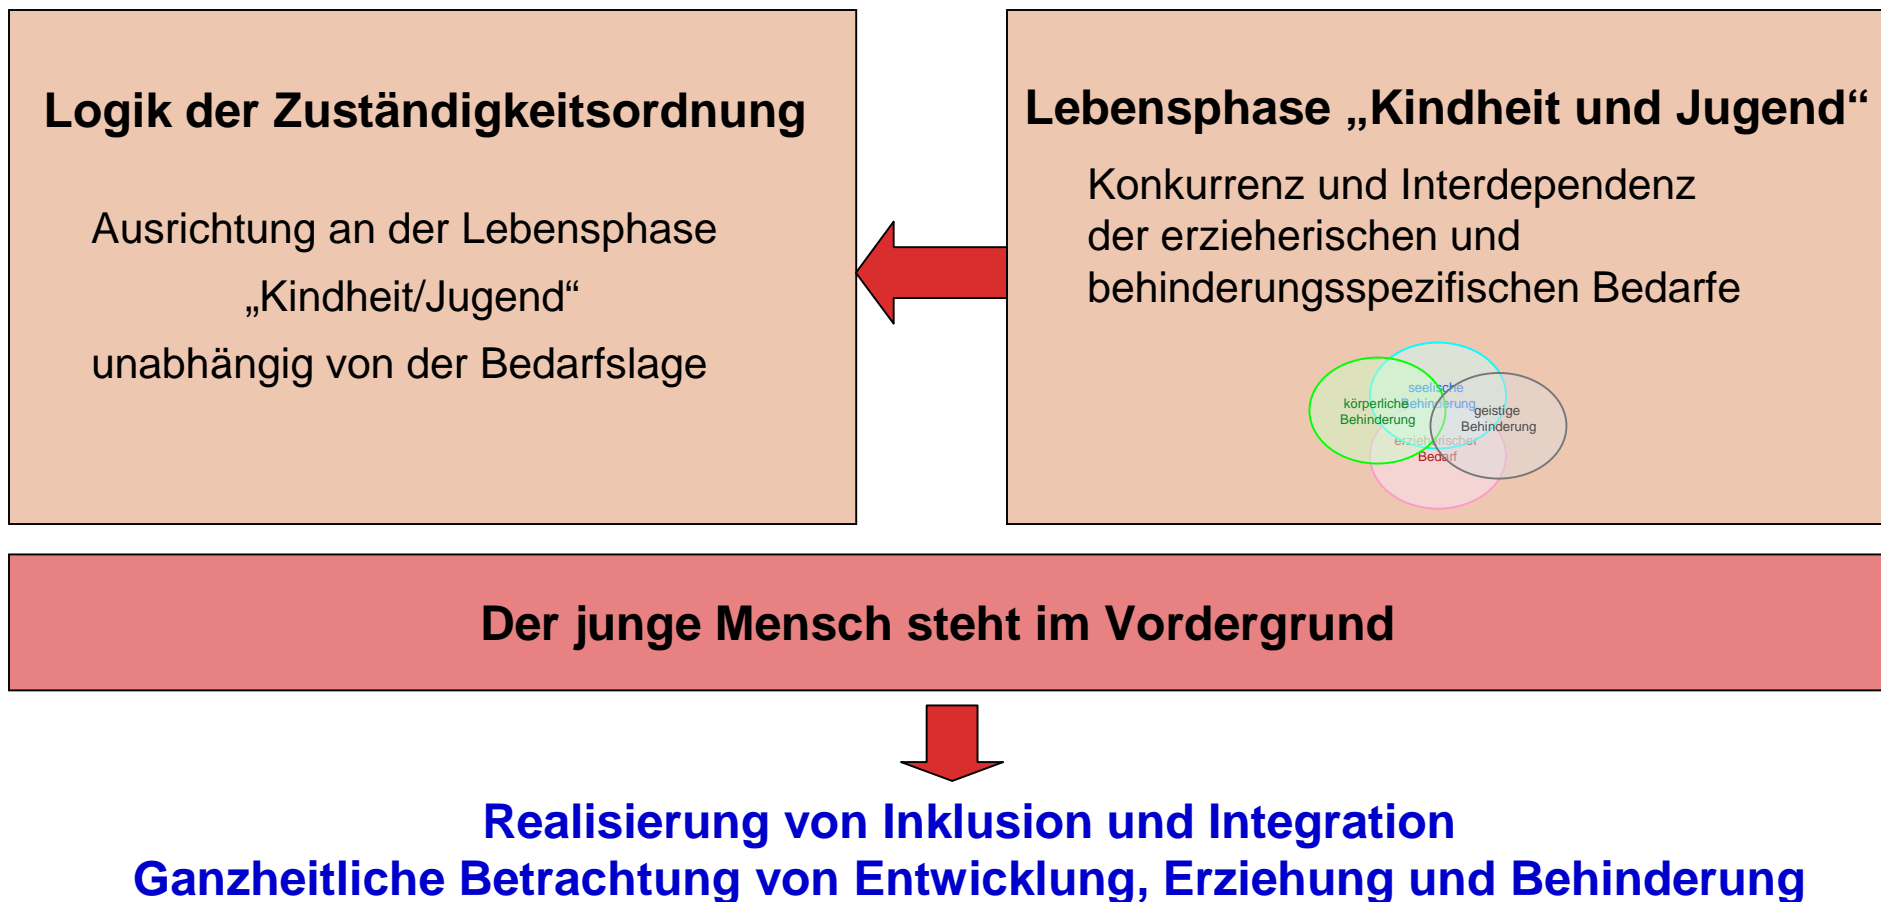 Logik der Zuständigkeitsordnung
Ausrichtung an der Lebensphase
„Kindheit/Jugend“
unabhängig von der Bedarfslage
Lebensphase „Kindheit und Jugend“
Konkurrenz und Interdependenz
der erzieherischen und
behinderungsspezifischen Bedarfe
seelische
Behinderung
körperliche
Behinderung
geistige
Behinderung
erzieherischer
Bedarf
Der junge Mensch steht im Vordergrund
Realisierung von Inklusion und Integration
Ganzheitliche Betrachtung von Entwicklung, Erziehung und Behinderung